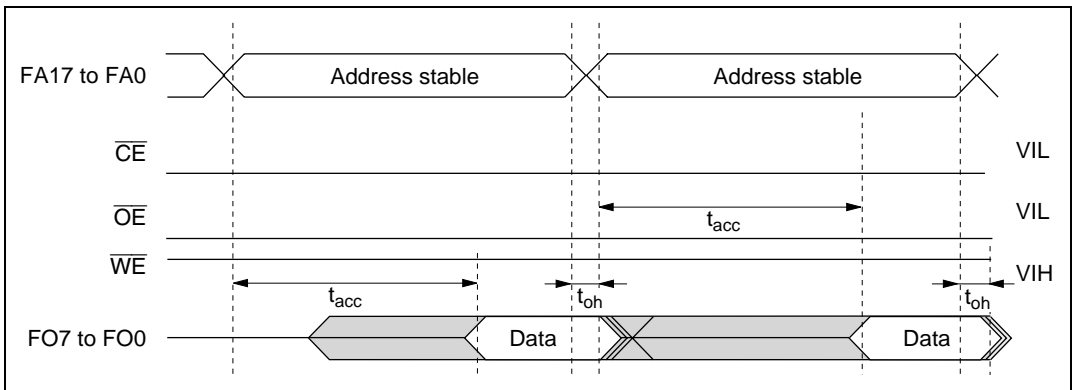 FA17 to FA0
Address stable
Address stable
CE
VIL
OE
tacc
VIL
WE
VIH
tacc
toh
toh
FO7 to FO0
Data
Data